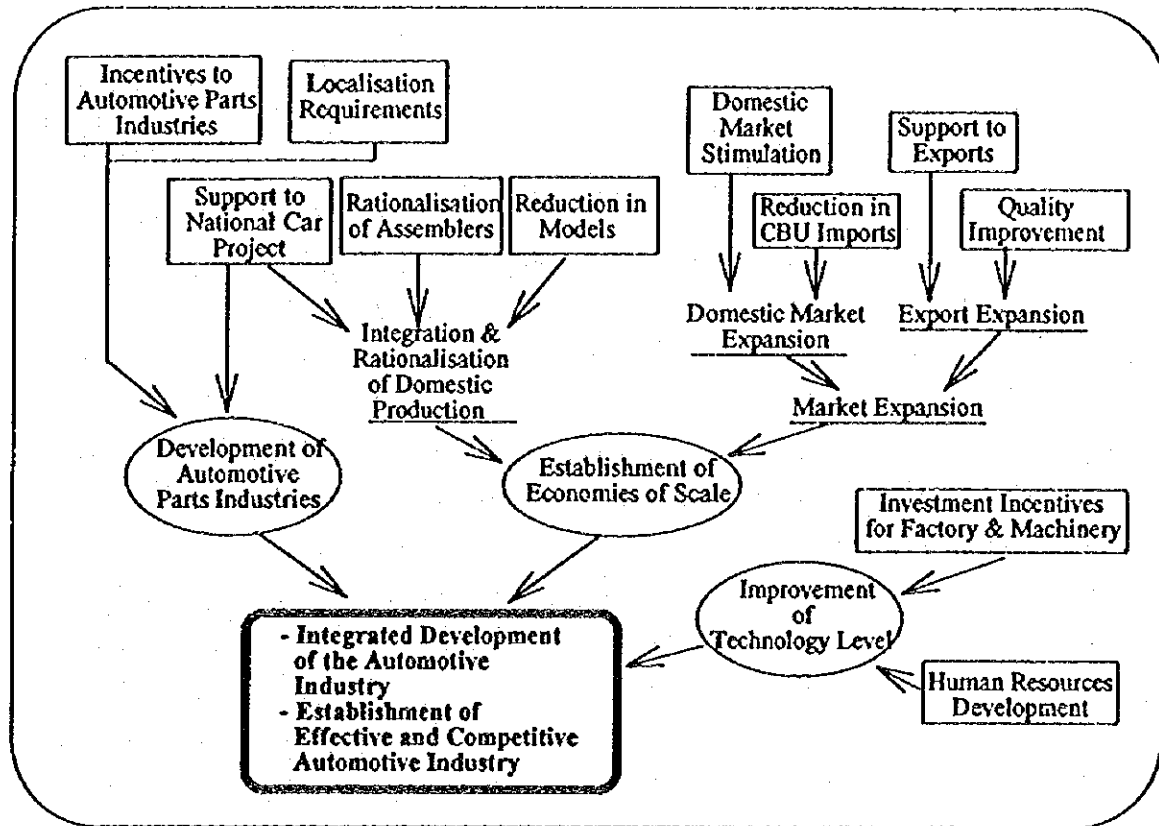 Incentives to
Automotive Parts
Industries
Localisation
Requirements
Domestic
Market
Stimulation
Support to
Exports
Support to
National Car
Project
Rationalisation
of Assemblers
Reduction in
Models
Reduction in
CBU Imports
Quality
Improvement
Integration &
Rationalisation
of Domestic
Production
Domestic Market
Expansion
Export Expansion
Market Expansion
Development of
Automotive
Parts Industries
Establishment of
Economies of Scale
Investment Incentives
for Factory & Machinery
Improvement
of
Technology Level
Human Resources
Development
- Integrated Development
of the Automotive
Industry
- Establishment of
Effective and Competitive
Automotive Industry